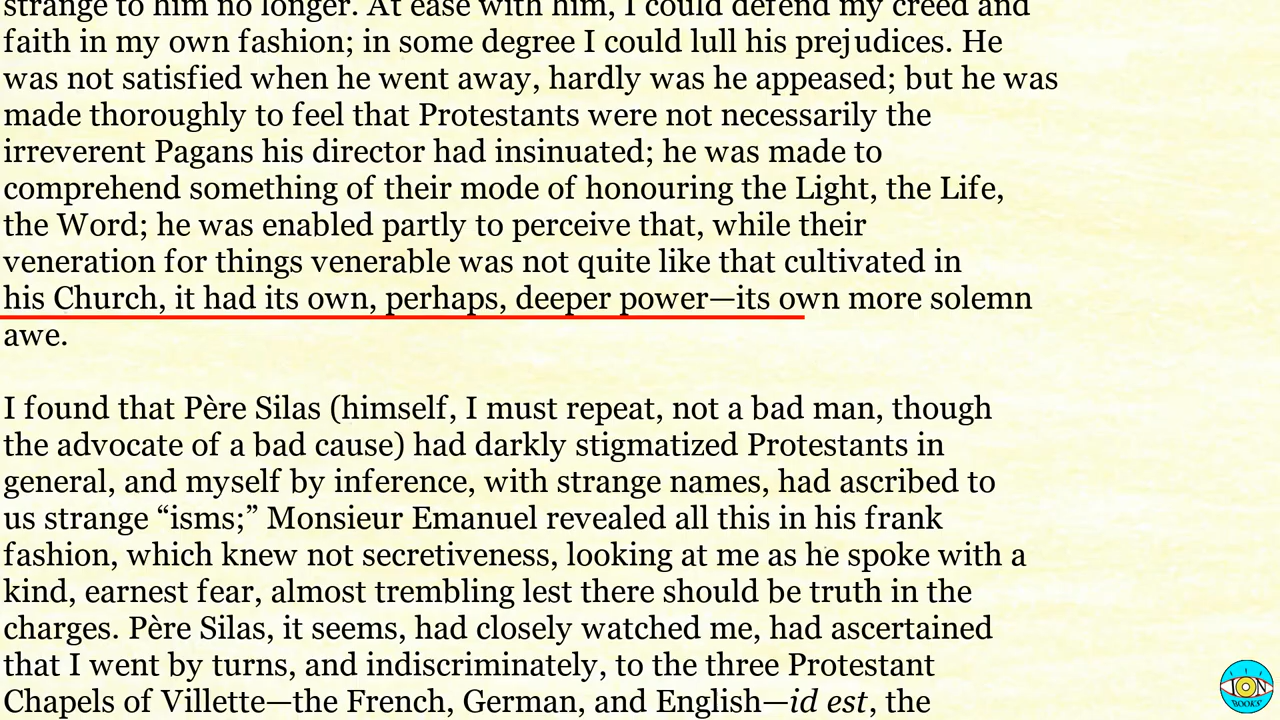 strange to him no longer. At ease with him, I could defend my creed and
faith in my own fashion; in some degree I could lull his prejudices. He
was not satisfied when he went away, hardly was he appeased; but he was
made thoroughly to feel that Protestants were not necessarily the
irreverent Pagans his director had insinuated; he was made to
comprehend something of their mode of honouring the Light, the Life,
the Word; he was enabled partly to perceive that, while their
veneration for things venerable was not quite like that cultivated in
his Church, it had its own, perhaps, deeper power—its own more solemn
awe.
I found that Père Silas (himself, I must repeat, not a bad man, though
the advocate of a bad cause) had darkly stigmatized Protestants in
general, and myself by inference, with strange names, had ascribed to
us strange “isms;” Monsieur Emanuel revealed all this in his frank
fashion, which knew not secretiveness, looking at me as he spoke with a
kind, earnest fear, almost trembling lest there should be truth in the
charges. Père Silas, it seems, had closely watched me, had ascertained
that I went by turns, and indiscriminately, to the three Protestant
Chapels of Villette—the French, German, and English—id est, the
ION
BOOKS